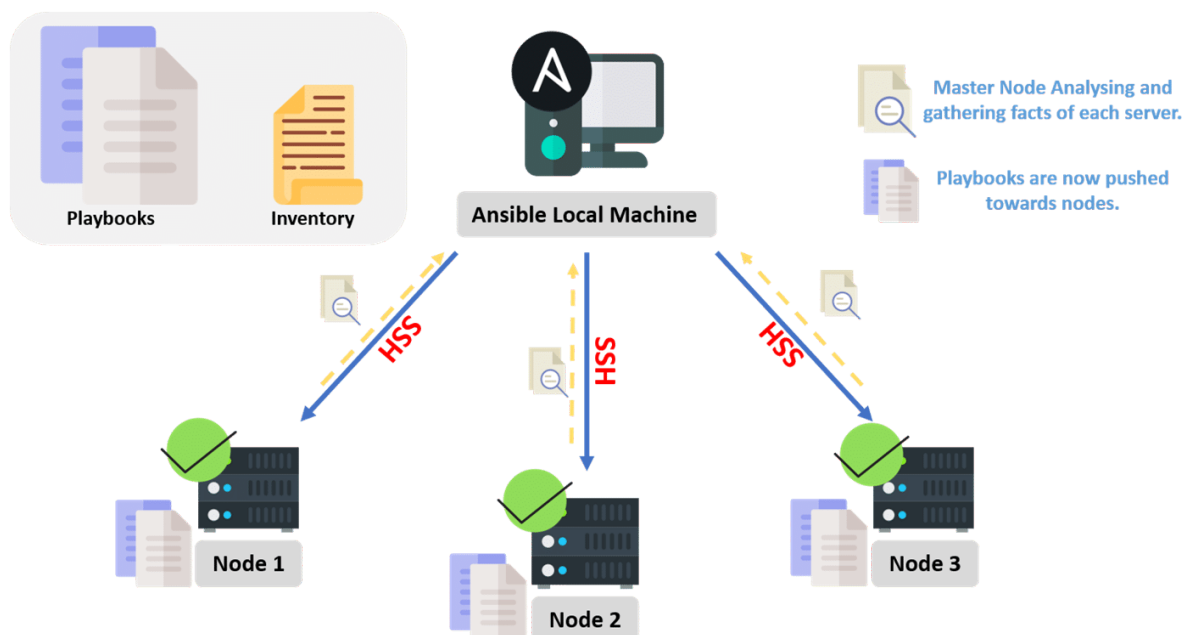 Playbooks
Inventory
Ansible Local Machine
Master Node Analysing and
gathering facts of each server.
Playbooks are now pushed
towards nodes.
HSS
SSH
HSS
Node 1
Node 2
Node 3